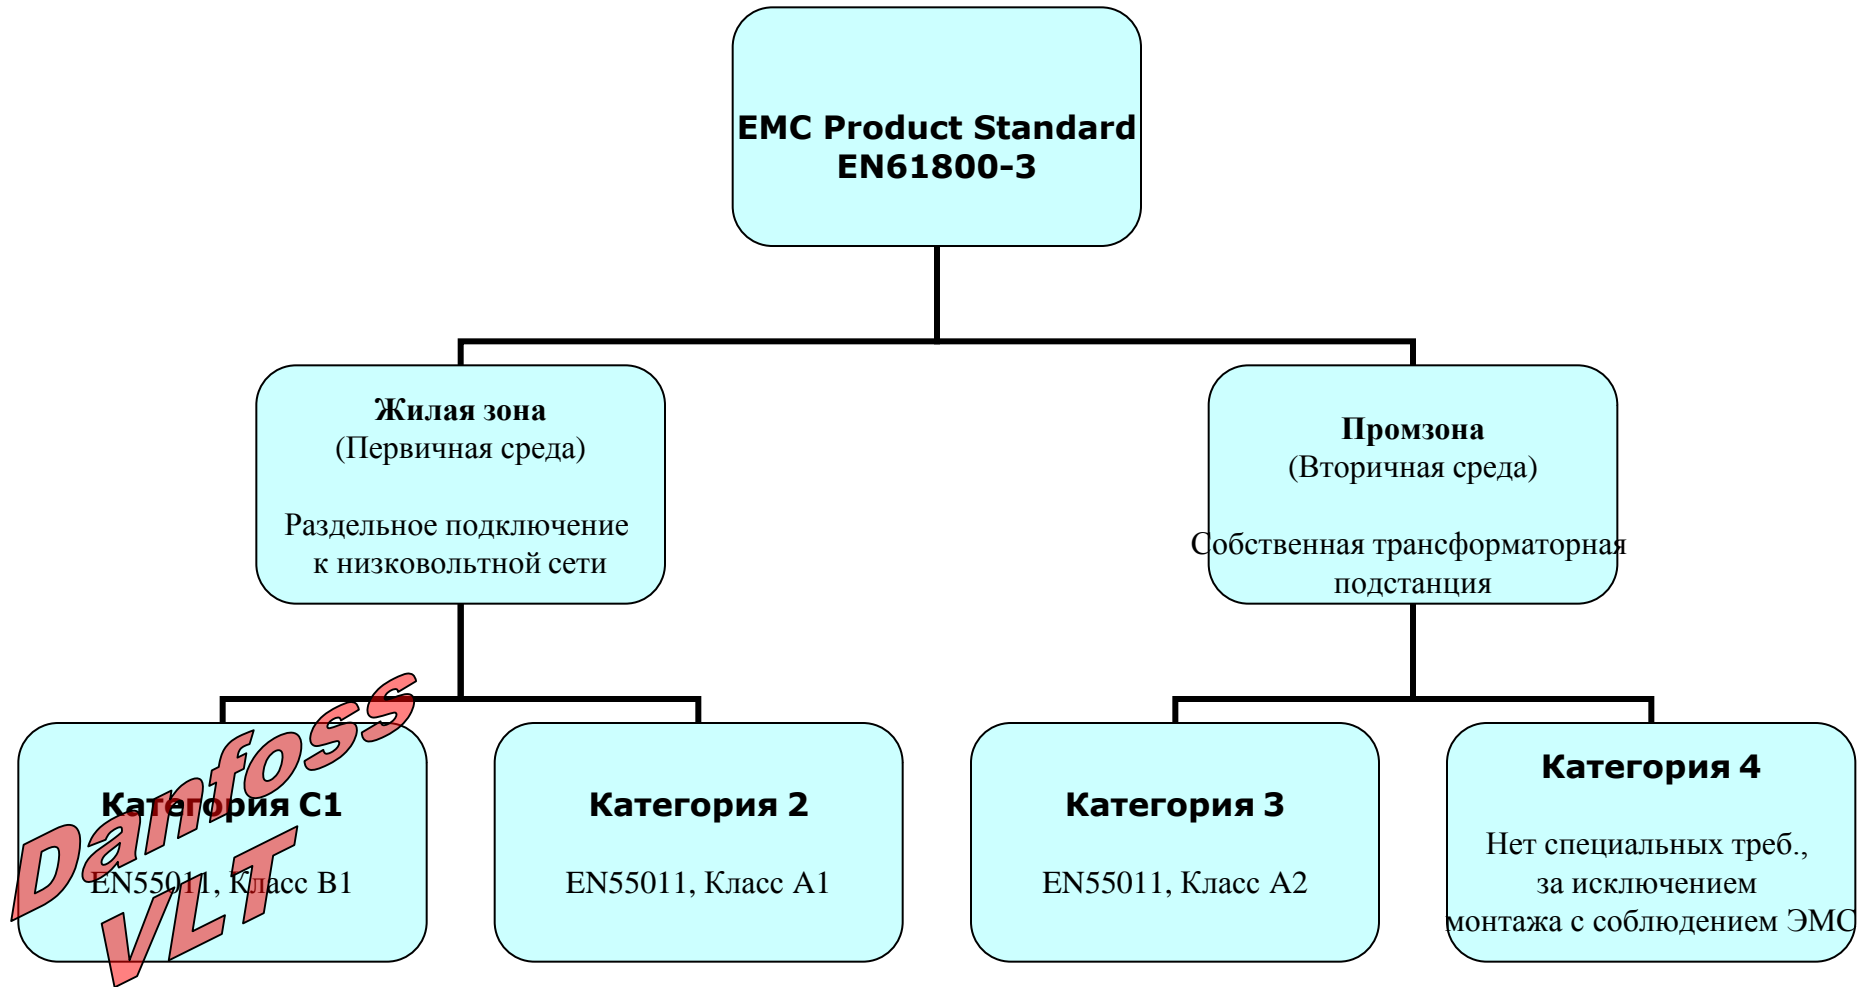 EMC Product Standard
EN61800-3
Жилая зона
(Первичная среда)
Раздельное подключение
к низковольтной сети
Промзона
(Вторичная среда)
Собственная трансформаторная
подстанция
Категория C1
EN55011, Класс B1
Danfoss
VLT
Категория 2
EN55011, Класс A1
Категория 3
EN55011, Класс A2
Категория 4
Нет специальных треб.,
за исключением
монтажа с соблюдением ЭМС